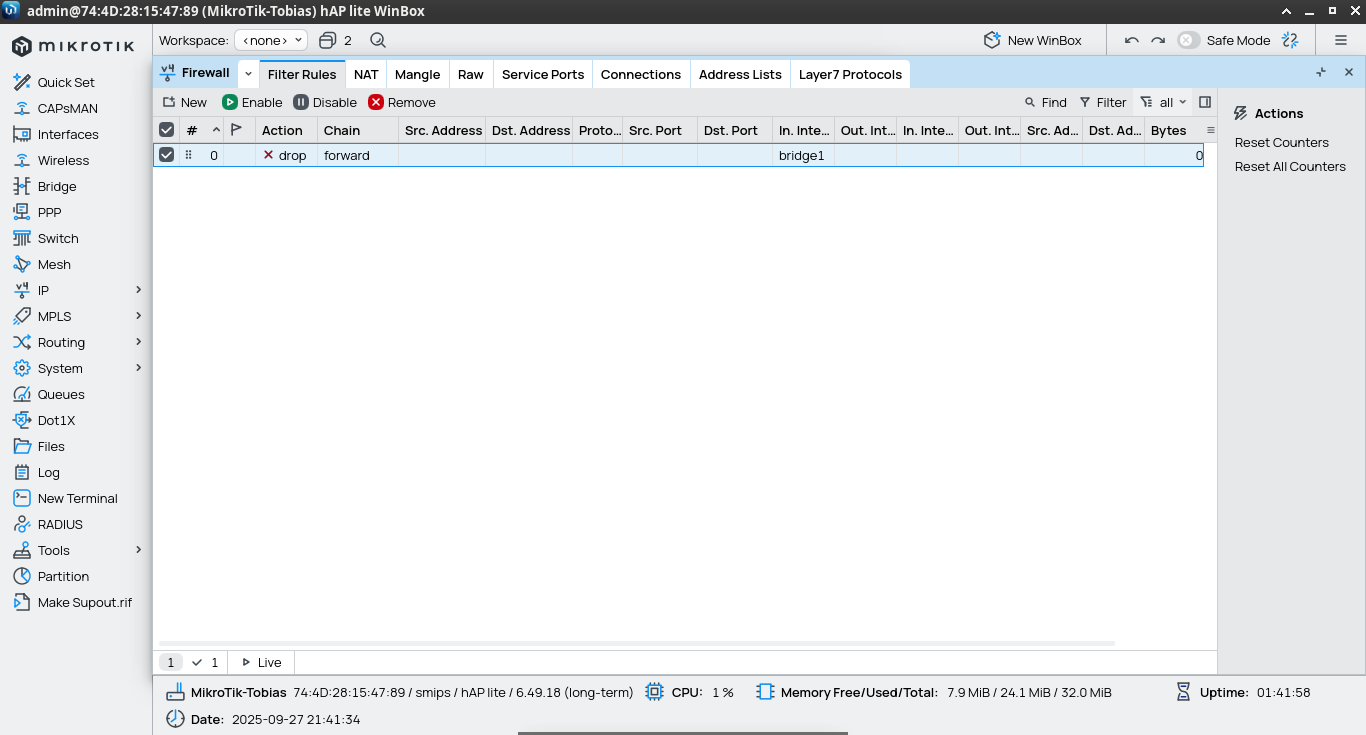 admin@74:4D:28:15:47:89 (MikroTik-Tobias) hAP lite WinBox
mikrotik
Workspace: <none> 2 New WinBox Safe Mode
Quick Set
CAPsMAN
Interfaces
Wireless
Bridge
PPP
Switch
Mesh
v4 IP
MPLS
Routing
System
Queues
Dot1X
Files
Log
New Terminal
RADIUS
Tools
Partition
Make Supout.rif
v4 Firewall Filter Rules NAT Mangle Raw Service Ports Connections Address Lists Layer7 Protocols
New Enable Disable Remove Find Filter all
# Action Chain Src. Address Dst. Address Proto... Src. Port Dst. Port In. Inte... Out. Int... In. Inte... Out. Int... Src. Ad... Dst. Ad... Bytes
0 drop forward bridge1 0
Actions
Reset Counters
Reset All Counters
1 1 Live
MikroTik-Tobias 74:4D:28:15:47:89 / smips / hAP lite / 6.49.18 (long-term) CPU: 1 % Memory Free/Used/Total: 7.9 MiB / 24.1 MiB / 32.0 MiB Uptime: 01:41:58
Date: 2025-09-27 21:41:34